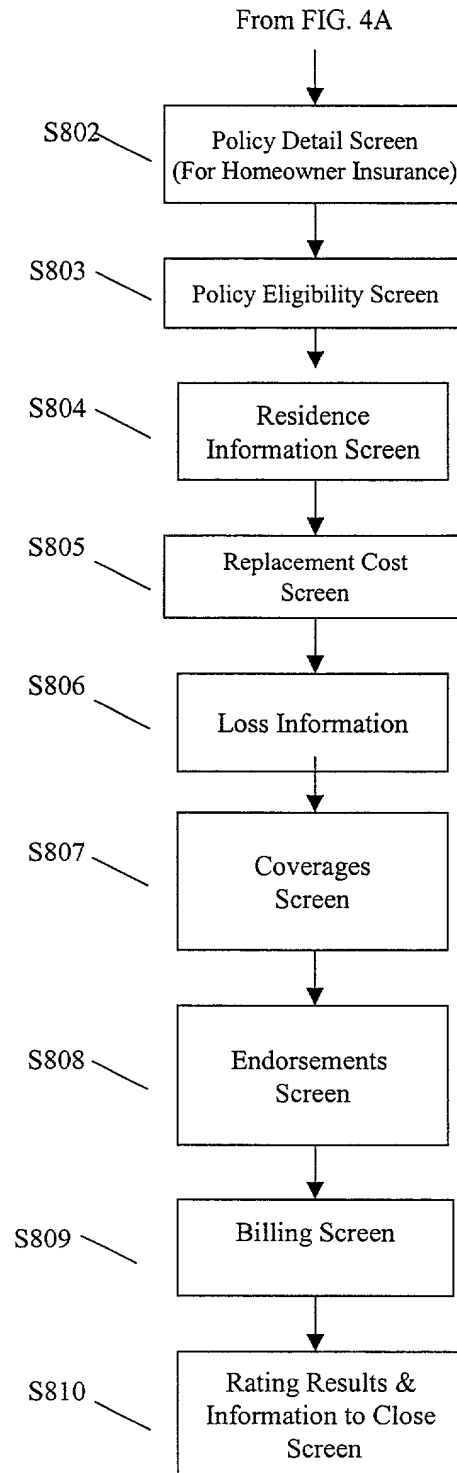 From FIG. 4A
S802
Policy Detail Screen
(For Homeowner Insurance)
S803
Policy Eligibility Screen
S804
Residence
Information Screen
S805
Replacement Cost
Screen
S806
Loss Information
S807
Coverages
Screen
S808
Endorsements
Screen
S809
Billing Screen
S810
Rating Results &
Information to Close
Screen